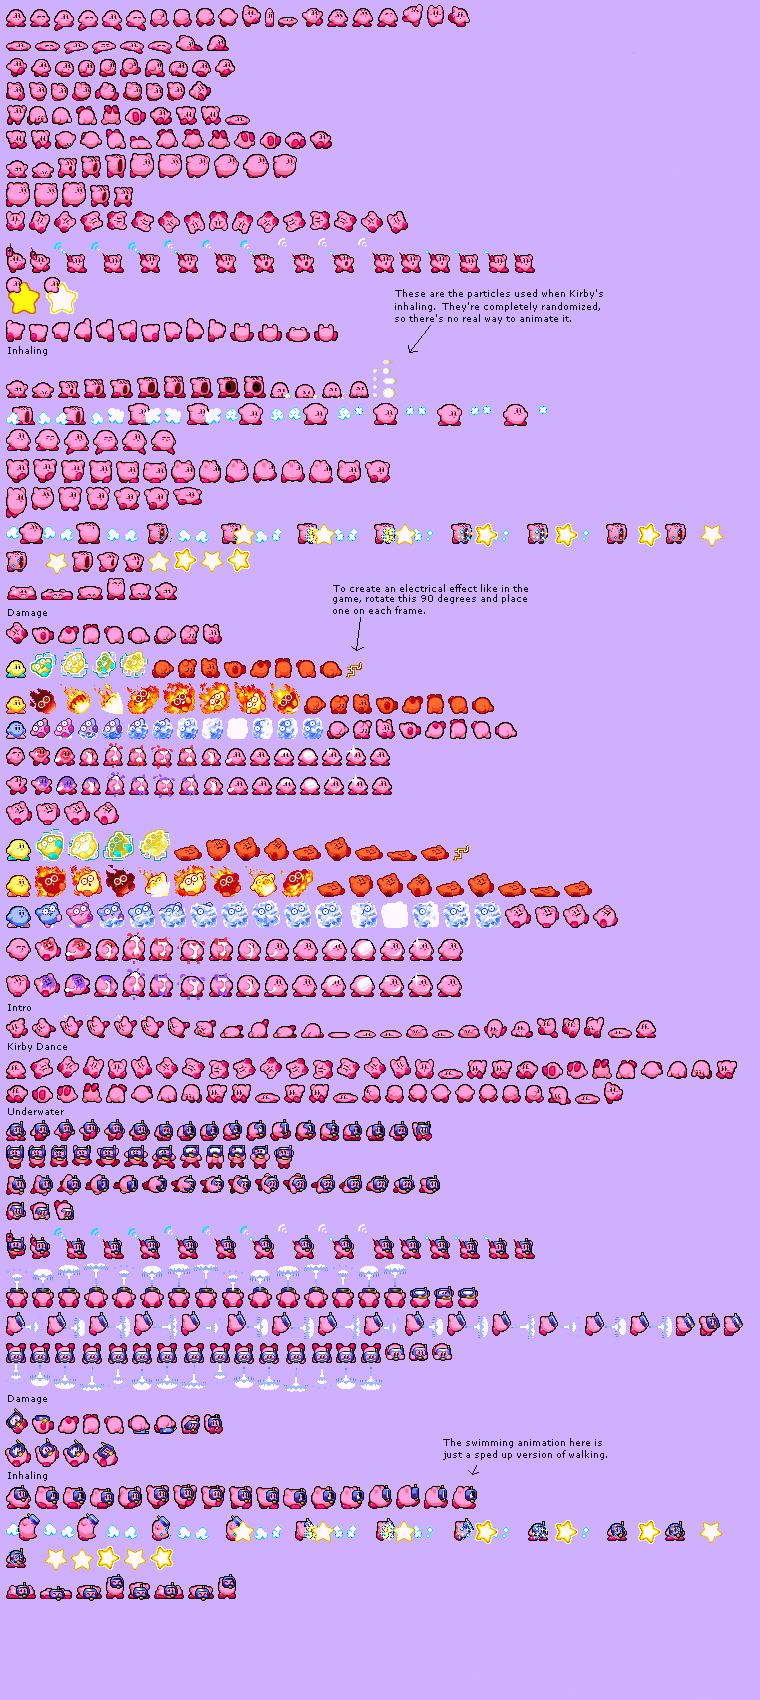 These are the particles used when Kirby's
inhaling. They're completely randomized,
so there's no real way to animate it.
Inhaling
To create an electrical effect like in the
game, rotate this 90 degrees and place
one on each frame.
Damage
Intro
Kirby Dance
Underwater
Damage
The swimming animation here is
just a sped up version of walking.
Inhaling